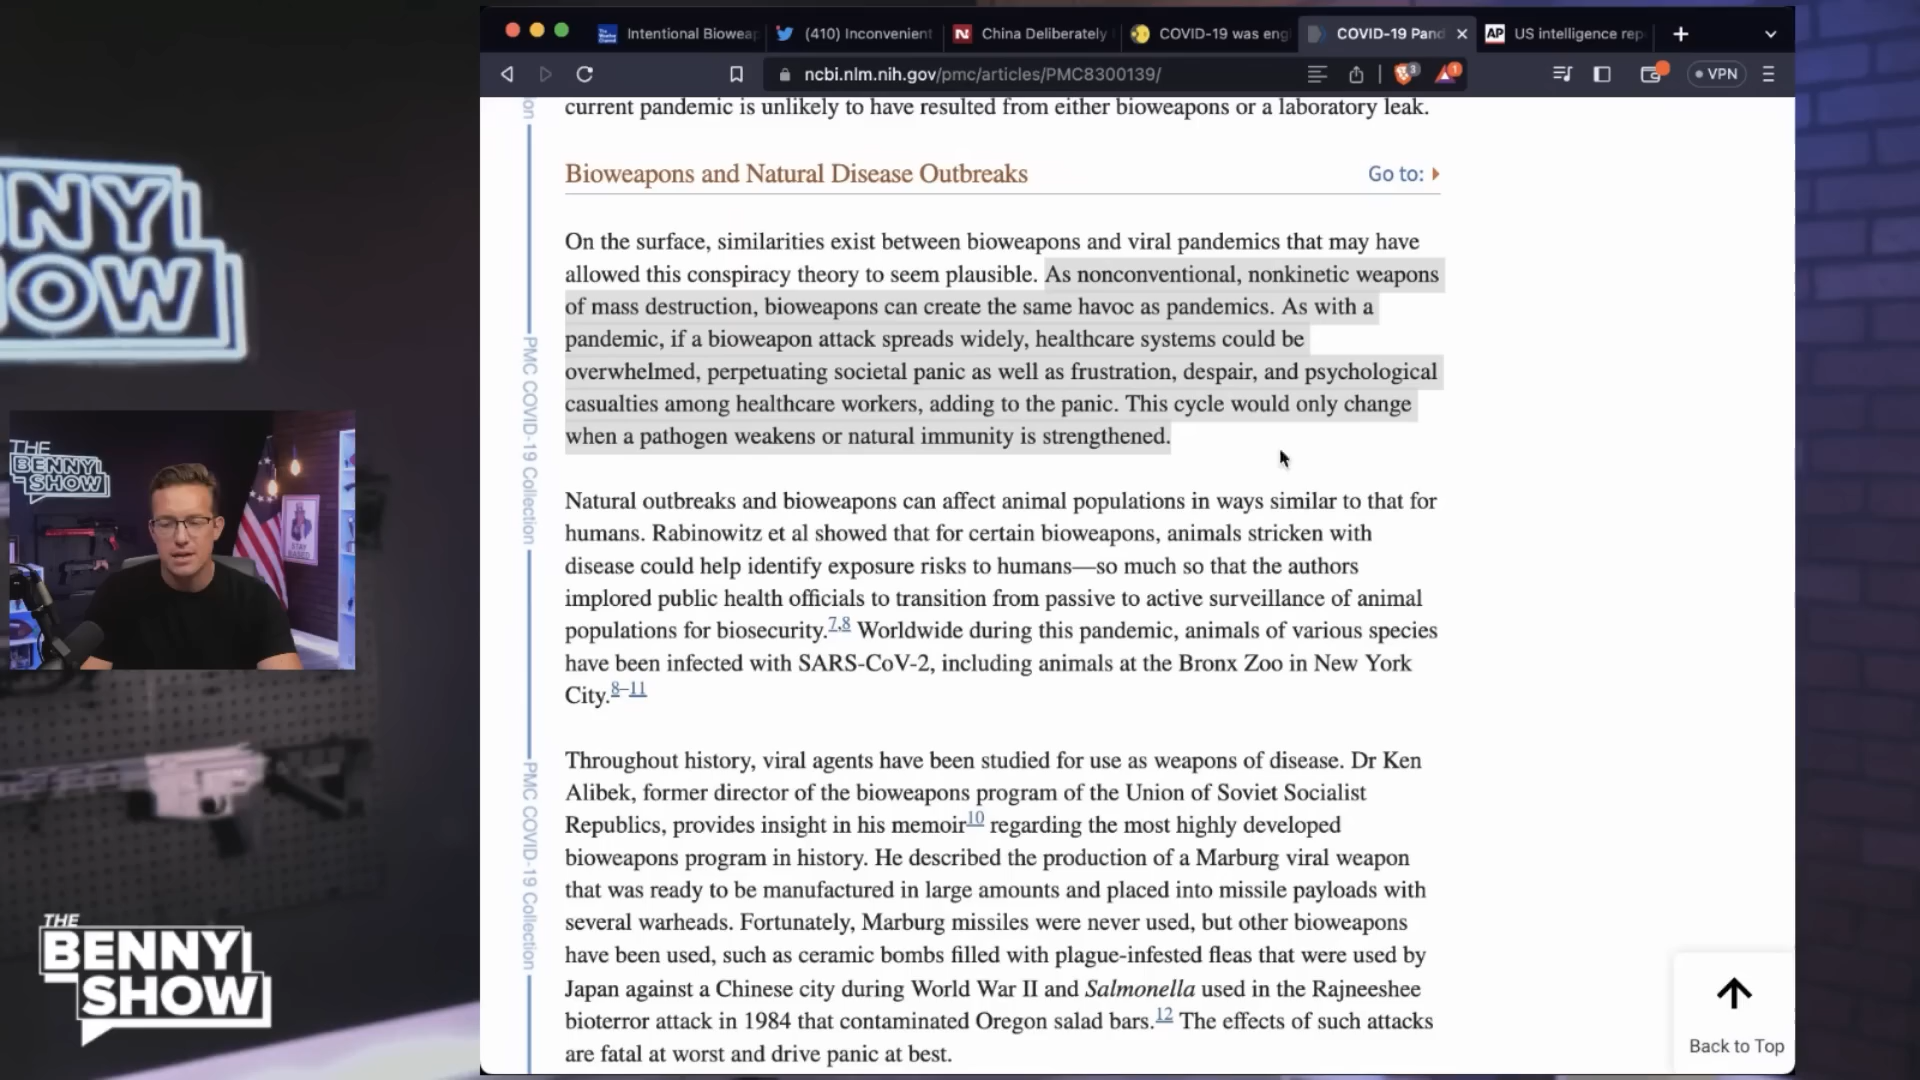 Intentional Bioweap
(410) Inconvenient
China Deliberately
COVID-19 was eng
COVID-19 Pand
AP
US intelligence rep
ncbi.nlm.nih.gov/pmc/articles/PMC8300139/
3
1
VPN
current pandemic is unlikely to have resulted from either bioweapons or a laboratory leak.
Bioweapons and Natural Disease Outbreaks
Go to:
On the surface, similarities exist between bioweapons and viral pandemics that may have
allowed this conspiracy theory to seem plausible. As nonconventional, nonkinetic weapons
of mass destruction, bioweapons can create the same havoc as pandemics. As with a
pandemic, if a bioweapon attack spreads widely, healthcare systems could be
overwhelmed, perpetuating societal panic as well as frustration, despair, and psychological
casualties among healthcare workers, adding to the panic. This cycle would only change
when a pathogen weakens or natural immunity is strengthened.
Natural outbreaks and bioweapons can affect animal populations in ways similar to that for
humans. Rabinowitz et al showed that for certain bioweapons, animals stricken with
disease could help identify exposure risks to humans—so much so that the authors
implored public health officials to transition from passive to active surveillance of animal
populations for biosecurity.7,8 Worldwide during this pandemic, animals of various species
have been infected with SARS-CoV-2, including animals at the Bronx Zoo in New York
City.8–11
Throughout history, viral agents have been studied for use as weapons of disease. Dr Ken
Alibek, former director of the bioweapons program of the Union of Soviet Socialist
Republics, provides insight in his memoir10 regarding the most highly developed
bioweapons program in history. He described the production of a Marburg viral weapon
that was ready to be manufactured in large amounts and placed into missile payloads with
several warheads. Fortunately, Marburg missiles were never used, but other bioweapons
have been used, such as ceramic bombs filled with plague-infested fleas that were used by
Japan against a Chinese city during World War II and Salmonella used in the Rajneeshee
bioterror attack in 1984 that contaminated Oregon salad bars.12 The effects of such attacks
are fatal at worst and drive panic at best.
Back to Top
on
PMC COVID-19 Collection
PMC COVID-19 Collection
NNY
HOW
THE
BENNY
SHOW
STAY
BASED
THE
BENNY
SHOW